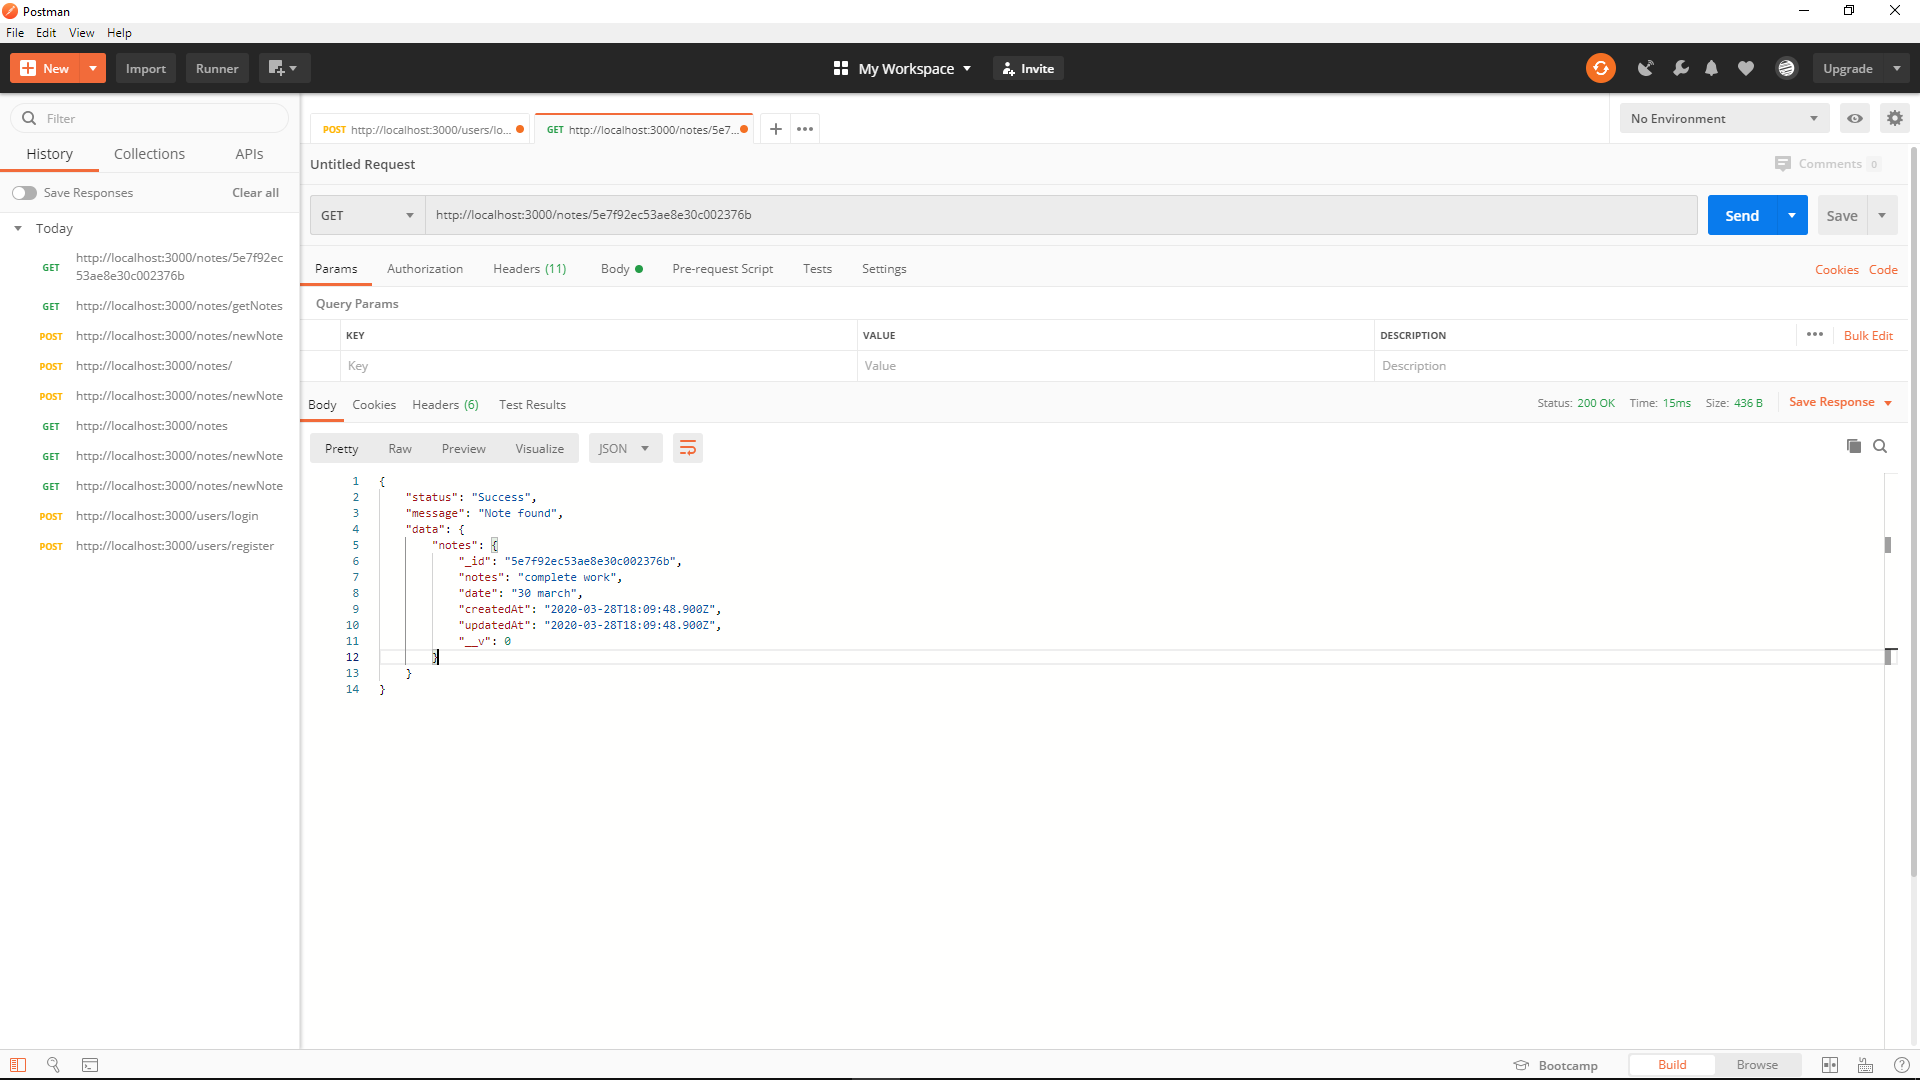 Postman
File Edit View Help
New Import Runner My Workspace Invite Upgrade
Filter
History Collections APIs
Save Responses Clear all
Today
GET http://localhost:3000/notes/5e7f92ec
53ae8e30c002376b
GET http://localhost:3000/notes/getNotes
POST http://localhost:3000/notes/newNote
POST http://localhost:3000/notes/
POST http://localhost:3000/notes/newNote
GET http://localhost:3000/notes
GET http://localhost:3000/notes/newNote
GET http://localhost:3000/notes/newNote
POST http://localhost:3000/users/login
POST http://localhost:3000/users/register
POST http://localhost:3000/users/lo... GET http://localhost:3000/notes/5e7... No Environment
Untitled Request Comments 0
GET http://localhost:3000/notes/5e7f92ec53ae8e30c002376b Send Save
Params Authorization Headers (11) Body Pre-request Script Tests Settings Cookies Code
Query Params
KEY VALUE DESCRIPTION Bulk Edit
Key Value Description
Body Cookies Headers (6) Test Results Status: 200 OK Time: 15ms Size: 436 B Save Response
Pretty Raw Preview Visualize JSON
1 {
2 "status": "Success",
3 "message": "Note found",
4 "data": {
5 "notes": {
6 "_id": "5e7f92ec53ae8e30c002376b",
7 "notes": "complete work",
8 "date": "30 march",
9 "createdAt": "2020-03-28T18:09:48.900Z",
10 "updatedAt": "2020-03-28T18:09:48.900Z",
11 "__v": 0
12 }
13 }
14 }
Bootcamp Build Browse